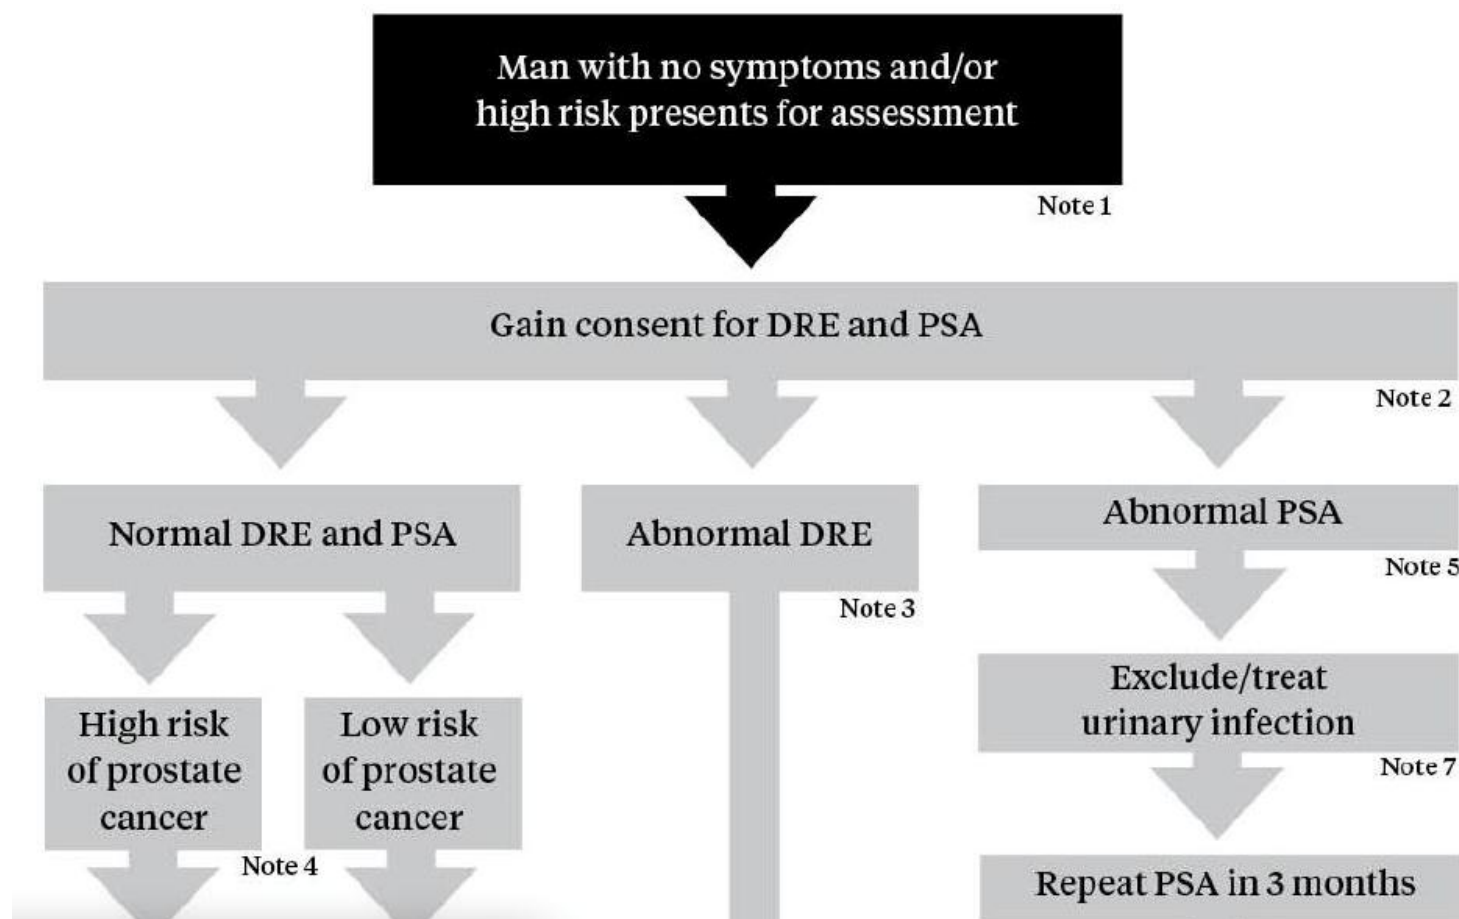 Man with no symptoms and/or
high risk presents for assessment
Note 1
Gain consent for DRE and PSA
Note 2
Normal DRE and PSA
Abnormal DRE
Abnormal PSA
Note 3
Note 5
High risk
of prostate
cancer
Low risk
of prostate
cancer
Note 4
Exclude/treat
urinary infection
Note 7
Repeat PSA in 3 months